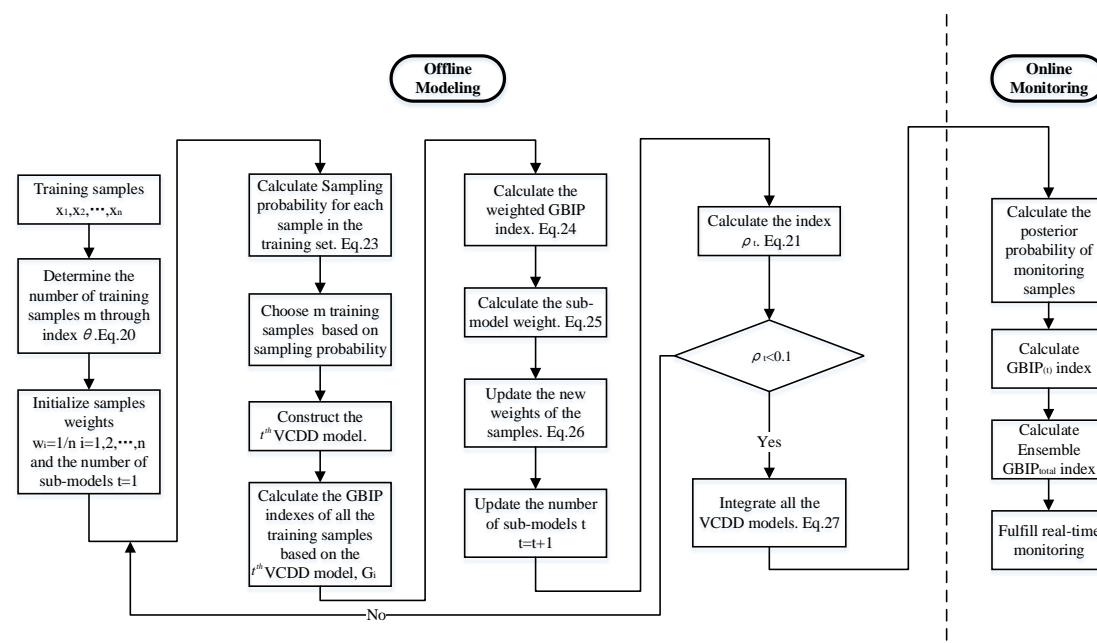 Offline
Modeling
Online
Monitoring
Training samples
x1,x2,⋯,xn
Determine the
number of training
samples m through
index θ.Eq.20
Initialize samples
weights
wi=1/n i=1,2,⋯,n
and the number of
sub-models t=1
Calculate Sampling
probability for each
sample in the
training set. Eq.23
Choose m training
samples based on
sampling probability
Construct the
tth VCDD model.
Calculate the GBIP
indexes of all the
training samples
based on the
tth VCDD model, Gi
Calculate the
weighted GBIP
index. Eq.24
Calculate the sub-
model weight. Eq.25
Update the new
weights of the
samples. Eq.26
Update the number
of sub-models t
t=t+1
Calculate the index
ρt. Eq.21
ρt<0.1
Yes
No
Integrate all the
VCDD models. Eq.27
Calculate the
posterior
probability of
monitoring
samples
Calculate
GBIP(t) index
Calculate
Ensemble
GBIPtotal index
Fulfill real-time
monitoring